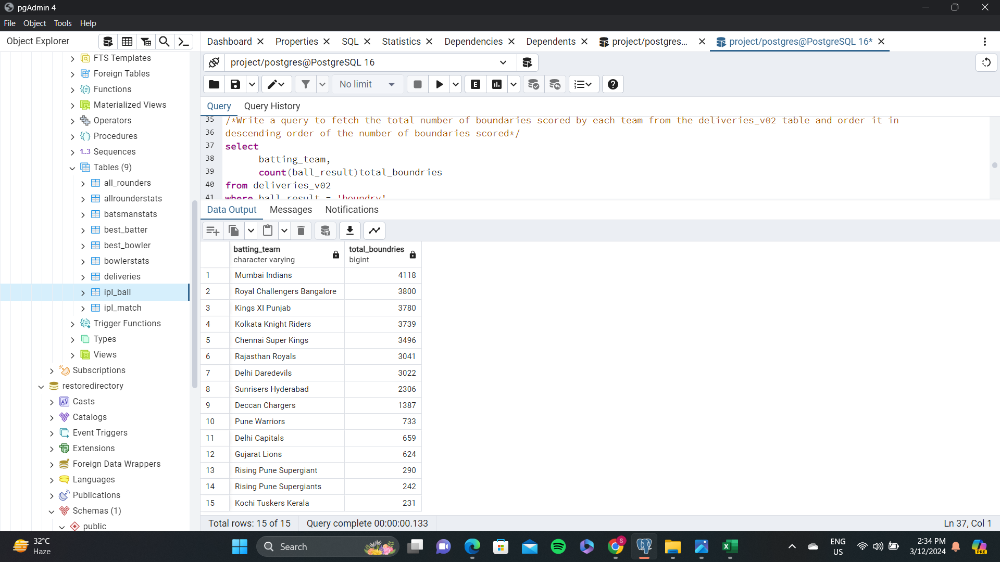 pgAdmin 4
File Object Tools Help
Object Explorer
Dashboard Properties SQL Statistics Dependencies Dependents project/postgres... project/postgres@PostgreSQL 16*
FTS Templates
Foreign Tables
Functions
Materialized Views
Operators
Procedures
1..3 Sequences
Tables (9)
all_rounders
allrounderstats
batsmanstats
best_batter
best_bowler
bowlerstats
deliveries
ipl_ball
ipl_match
Trigger Functions
Types
Views
Subscriptions
restoredirectory
Casts
Catalogs
Event Triggers
Extensions
Foreign Data Wrappers
Languages
Publications
Schemas (1)
public
project/postgres@PostgreSQL 16
No limit
E
Query Query History
35 /*Write a query to fetch the total number of boundaries scored by each team from the deliveries_v02 table and order it in
36 descending order of the number of boundaries scored*/
37 select
38 batting_team,
39 count(ball_result)total_boundries
40 from deliveries_v02
41 where ball_result = 'boundry'
Data Output Messages Notifications
batting_team total_boundries
character varying bigint
1 Mumbai Indians 4118
2 Royal Challengers Bangalore 3800
3 Kings XI Punjab 3780
4 Kolkata Knight Riders 3739
5 Chennai Super Kings 3496
6 Rajasthan Royals 3041
7 Delhi Daredevils 3022
8 Sunrisers Hyderabad 2306
9 Deccan Chargers 1387
10 Pune Warriors 733
11 Delhi Capitals 659
12 Gujarat Lions 624
13 Rising Pune Supergiant 290
14 Rising Pune Supergiants 242
15 Kochi Tuskers Kerala 231
Total rows: 15 of 15 Query complete 00:00:00.133 Ln 37, Col 1
32°C
Haze
Search
S
ENG
US
2:34 PM
3/12/2024
PRE